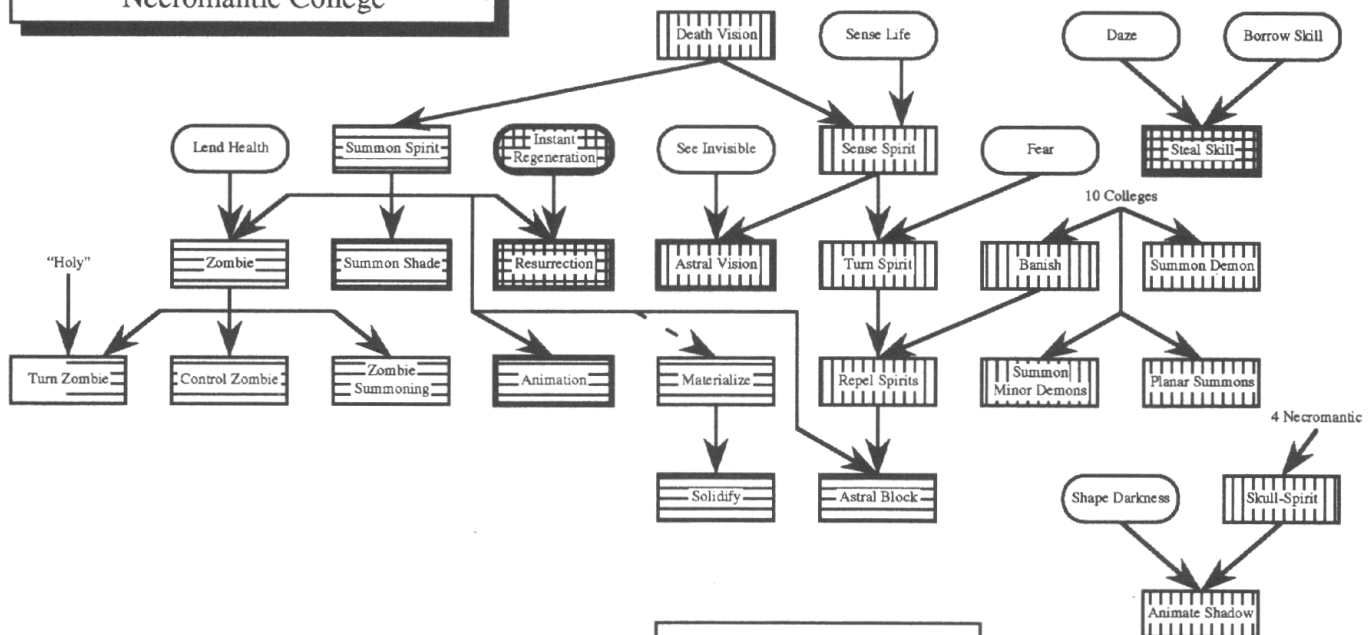 Necromantic College
Death Vision
Sense Life
Daze
Borrow Skill
Lend Health
Summon Spirit
Instant
Regeneration
See Invisible
Sense Spirit
Fear
Steal Skill
10 Colleges
"Holy"
Zombie
Summon Shade
Resurrection
Astral Vision
Turn Spirit
Banish
Summon Demon
Turn Zombie
Control Zombie
Zombie
Summoning
Animation
Materialize
Repel Spirits
Summon
Minor Demons
Planar Summons
4 Necromantic
Solidify
Astral Block
Shape Darkness
Skull-Spirit
Animate Shadow